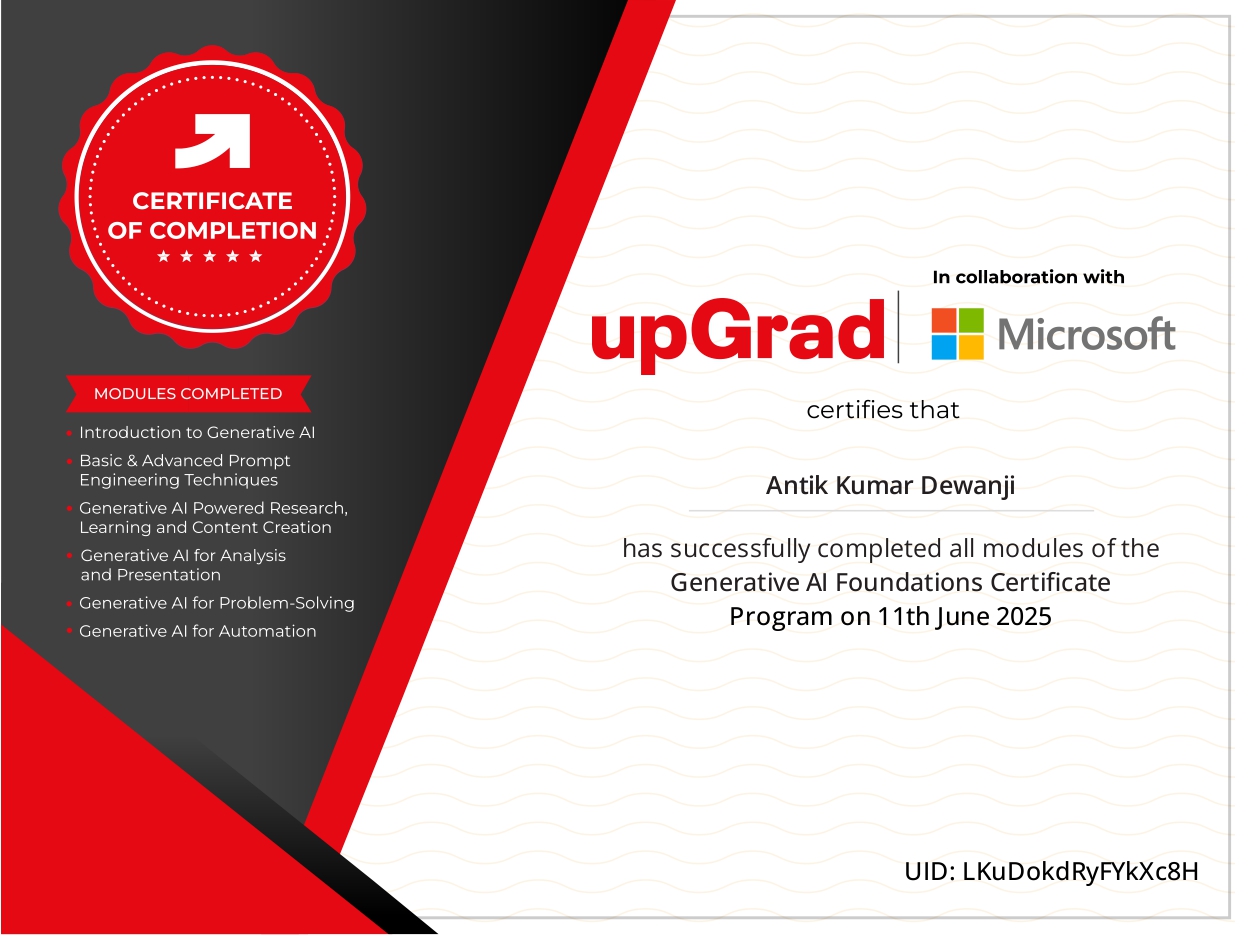 CERTIFICATE
OF COMPLETION
MODULES COMPLETED
Introduction to Generative AI
Basic & Advanced Prompt
Engineering Techniques
Generative AI Powered Research,
Learning and Content Creation
Generative AI for Analysis
and Presentation
Generative AI for Problem-Solving
Generative AI for Automation
In collaboration with
upGrad
Microsoft
certifies that
Antik Kumar Dewanji
has successfully completed all modules of the
Generative AI Foundations Certificate
Program on 11th June 2025
UID: LKuDokdRyFYkXc8H